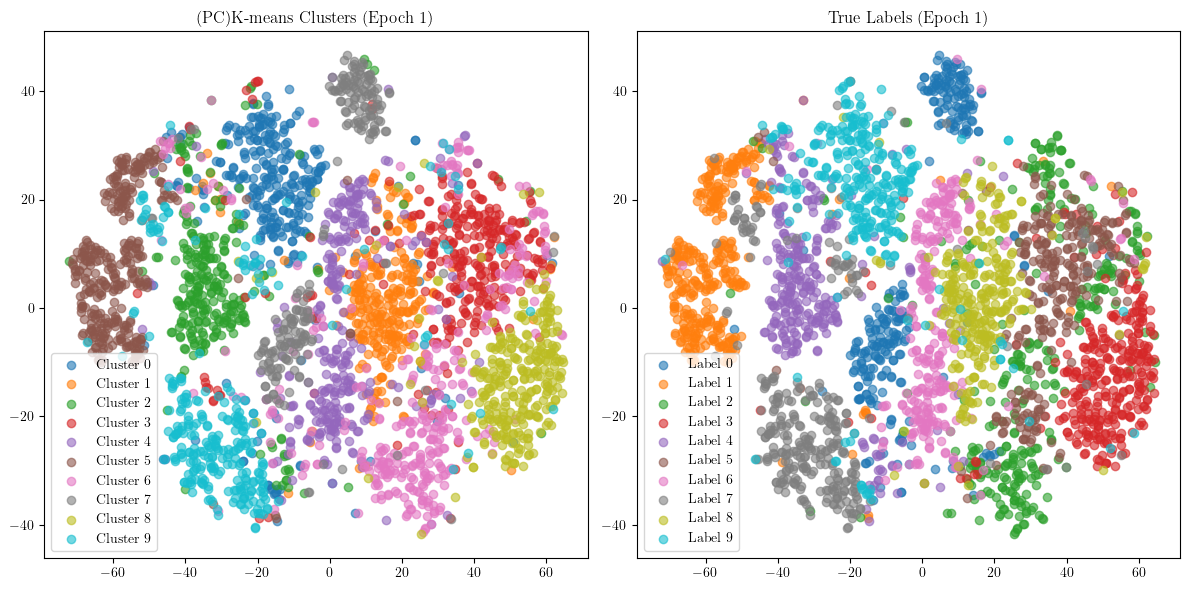 (PC)K-means Clusters (Epoch 1)
40
20
0
−20
−40
−60
−40
−20
0
20
40
60
Cluster 0
Cluster 1
Cluster 2
Cluster 3
Cluster 4
Cluster 5
Cluster 6
Cluster 7
Cluster 8
Cluster 9
True Labels (Epoch 1)
40
20
0
−20
−40
−60
−40
−20
0
20
40
60
Label 0
Label 1
Label 2
Label 3
Label 4
Label 5
Label 6
Label 7
Label 8
Label 9